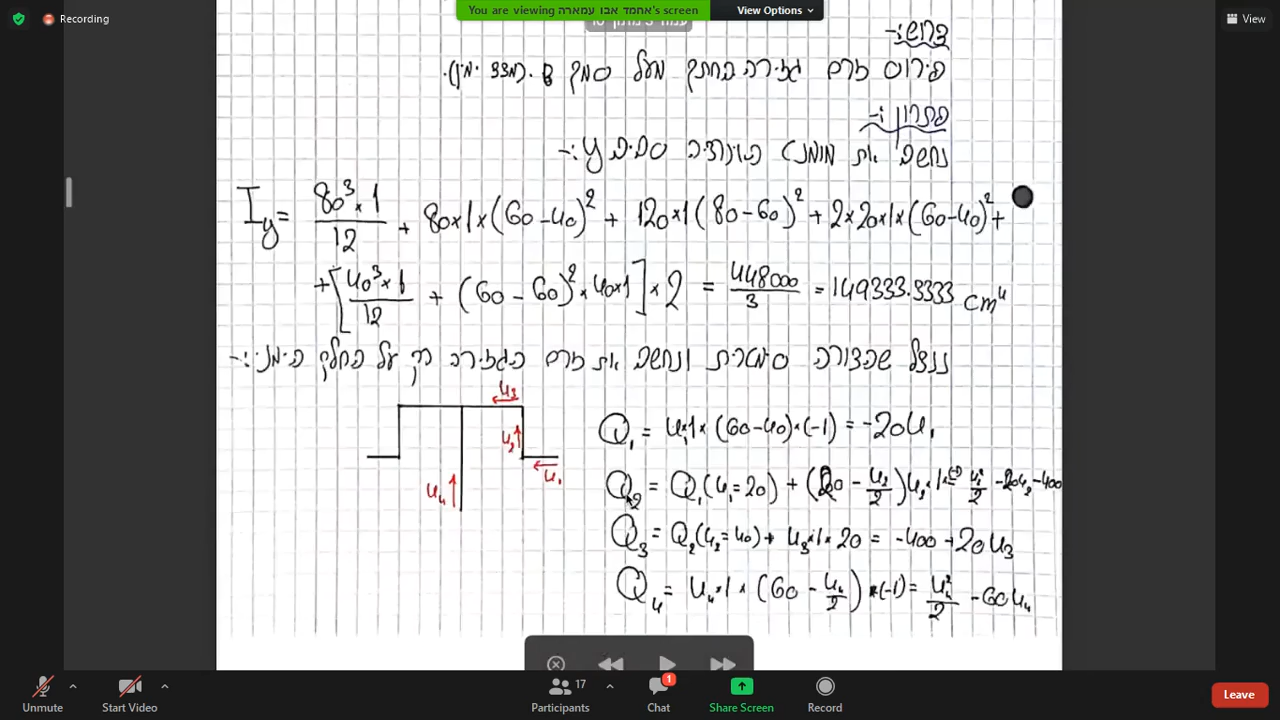 Recording
You are viewing אחמד אבו עמארה's screen
View Options
View
צריש:-
פירוס זרם גזירה בחתך מעל סמך B. (מצד ימין).
פתרון:-
נחשב את מומנט האינרציה סביב y:-
Iy = 80³×1/12 + 80×1×(60-40)² + 120×1(80-60)² + 2×20×1×(60-40)² +
+[40³×1/12 + (60-60)²×40×1]×2 = 448000/3 = 149333.3333 cm⁴
ננצל שהצורה סימטרית ונחשב את זרם הגזירה רק על החלק הימני:-
u₃
u₂
u₁
u₄
Q₁ = u₁·1×(60-40)·(-1) = -20u₁
Q₂ = Q₁(u₁=20) + (20 - u₂/2)u₂×1×(-1) = u₂²/2 - 20u₂ - 400
Q₃ = Q₂(u₂=40) + u₃×1×20 = -400+20u₃
Q₄ = u₄×1×(60 - u₄/2)×(-1) = u₄²/2 - 60u₄
Unmute
Start Video
17
Participants
1
Chat
Share Screen
Record
Leave